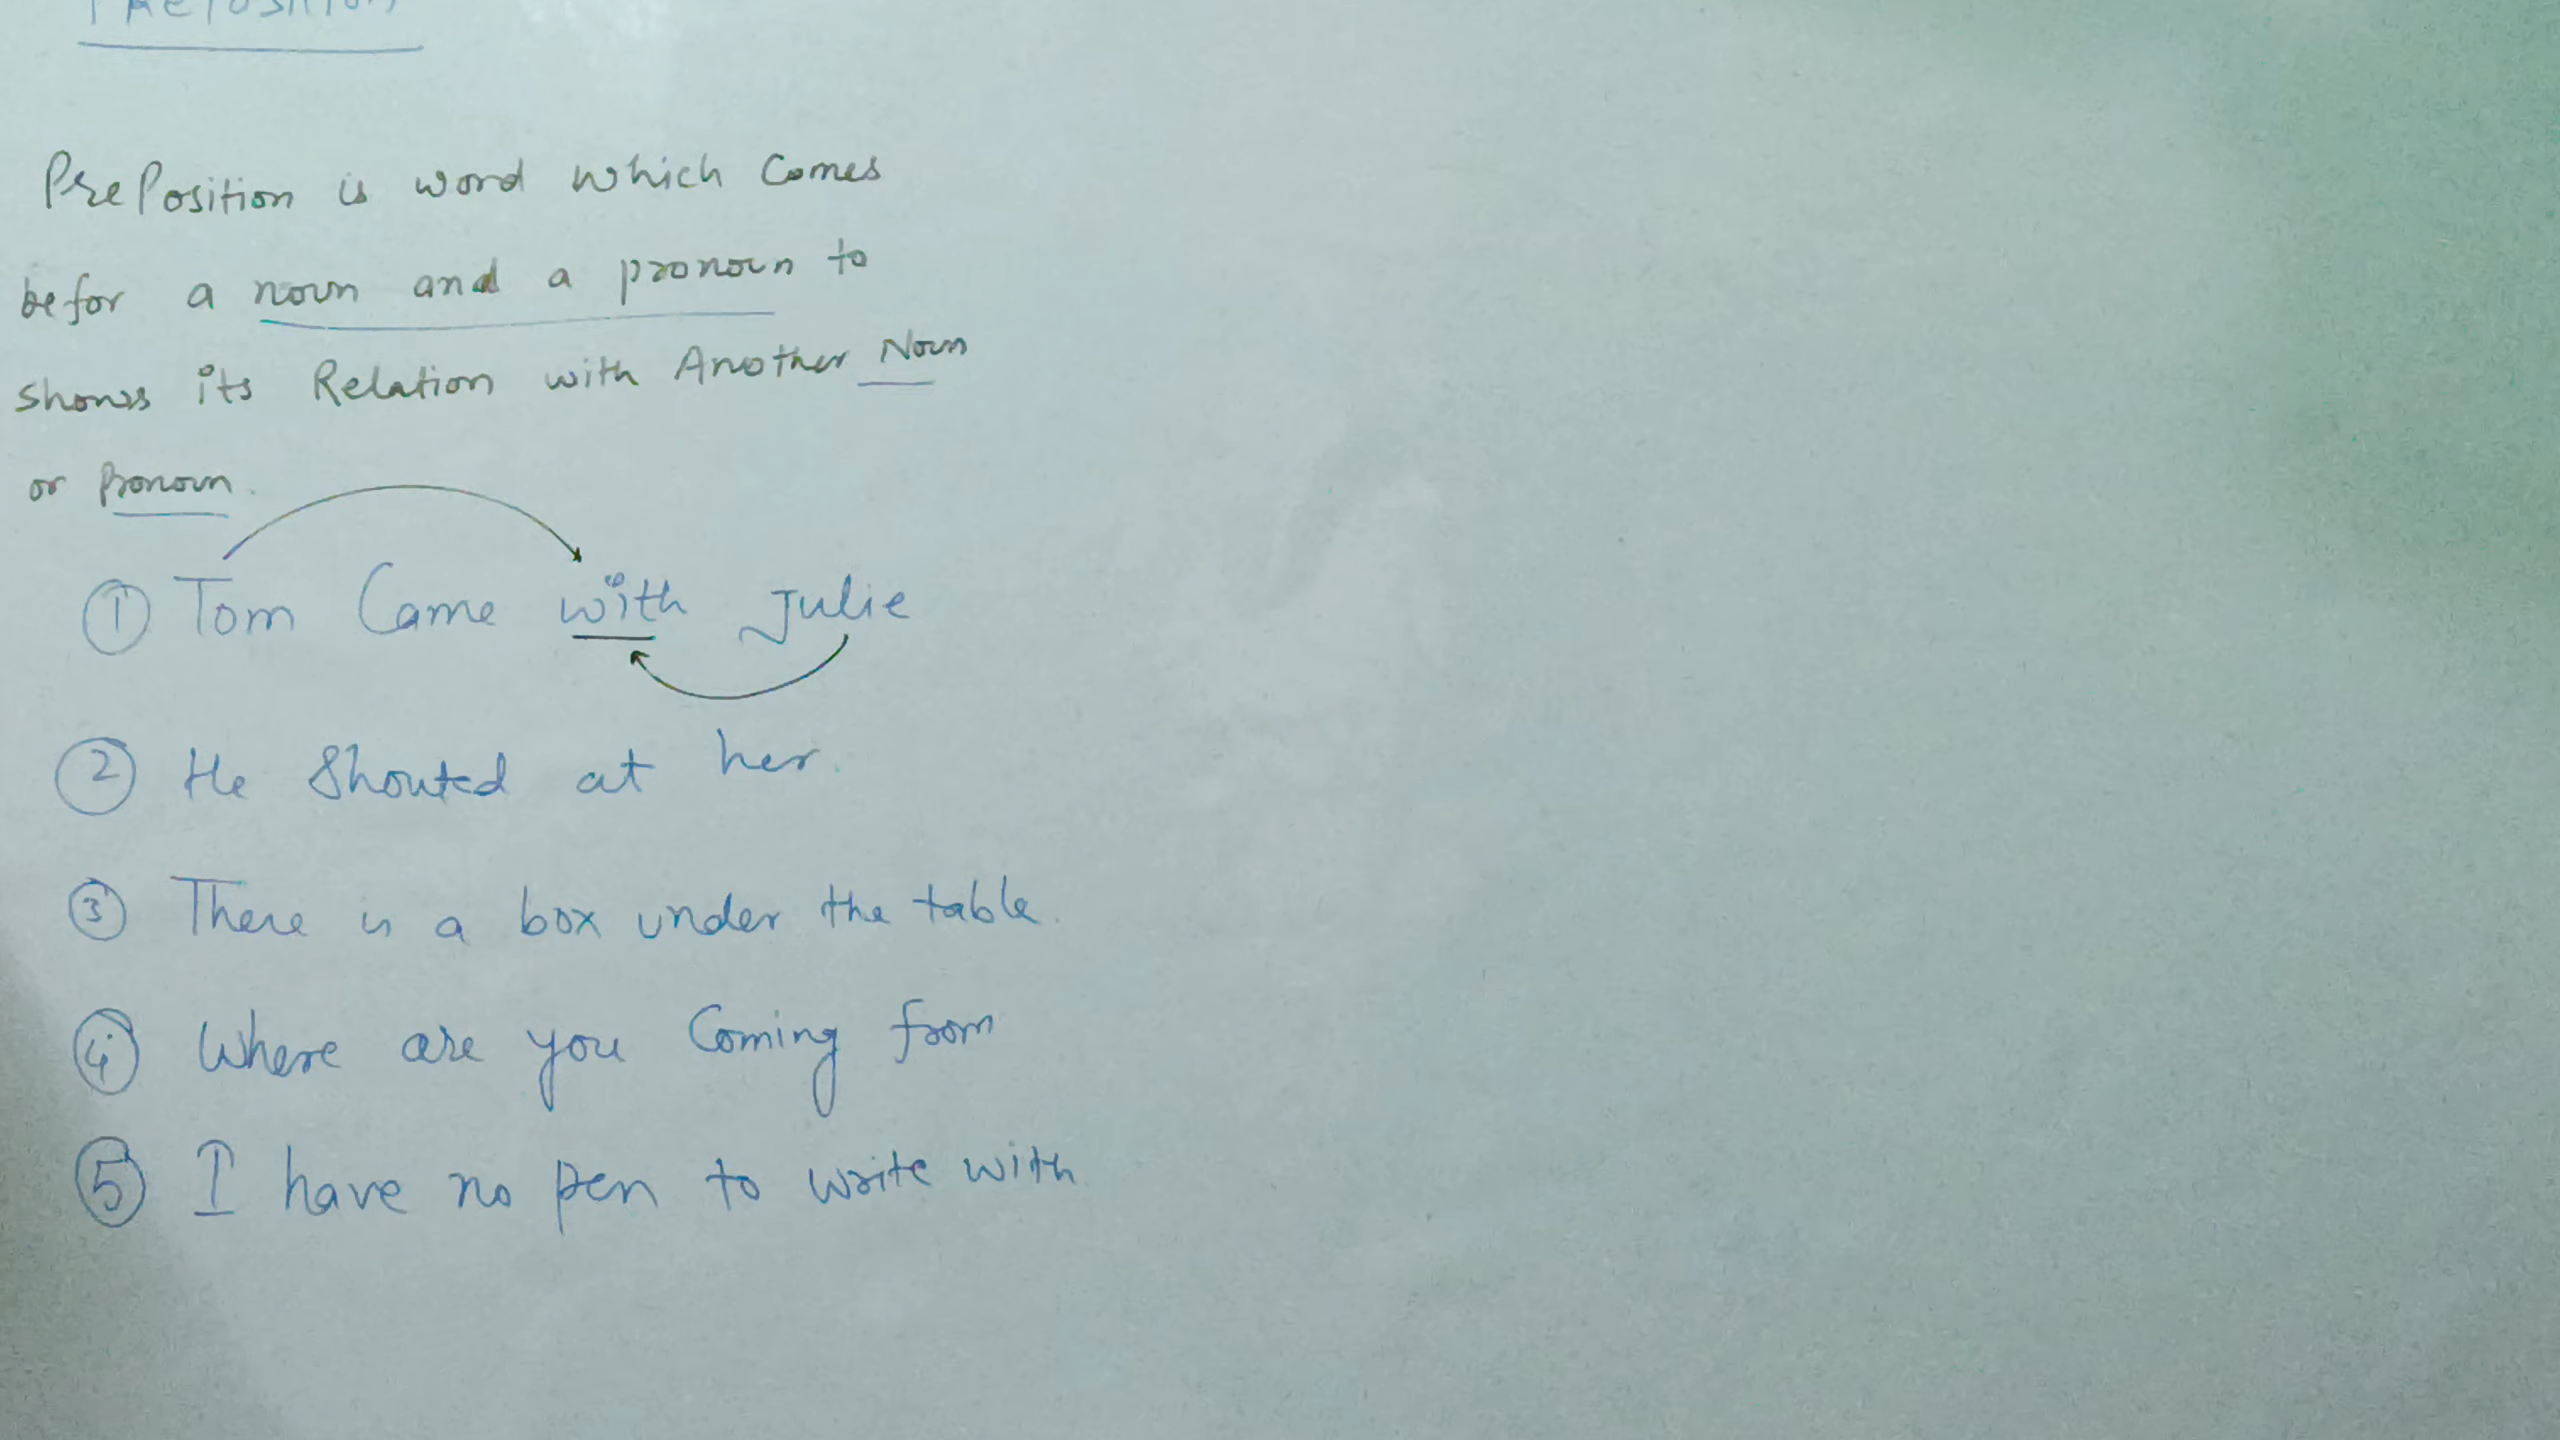 PREPOSITION
PrePosition is word which Comes
befor a noun and a pronoun to
shows its Relation with Another Noun
or Pronoun.
① Tom Came with Julie
② He Shouted at her.
③ There is a box under the table.
④ Where are you Coming from
⑤ I have no pen to write with